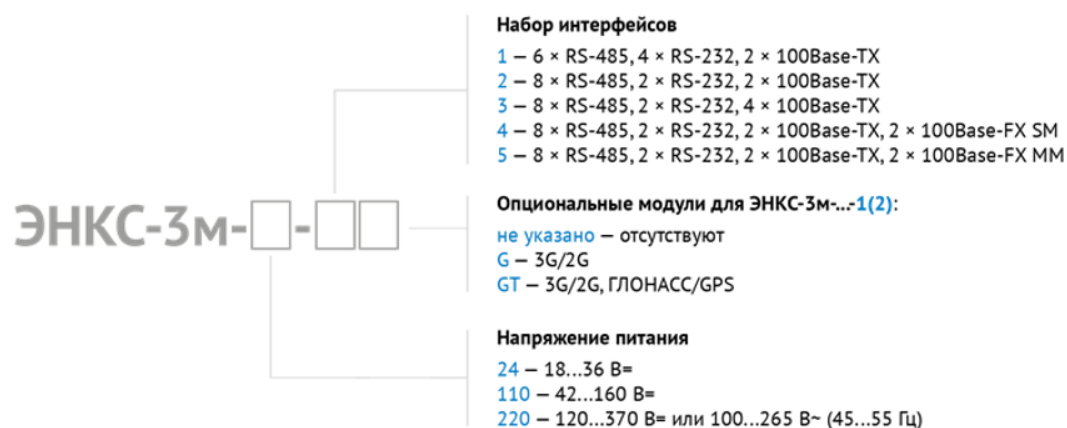 Набор интерфейсов
1 – 6 × RS-485, 4 × RS-232, 2 × 100Base-TX
2 – 8 × RS-485, 2 × RS-232, 2 × 100Base-TX
3 – 8 × RS-485, 2 × RS-232, 4 × 100Base-TX
4 – 8 × RS-485, 2 × RS-232, 2 × 100Base-TX, 2 × 100Base-FX SM
5 – 8 × RS-485, 2 × RS-232, 2 × 100Base-TX, 2 × 100Base-FX MM
ЭНКС-3м-□-□□
Опциональные модули для ЭНКС-3м-...-1(2):
не указано – отсутствуют
G – 3G/2G
GT – 3G/2G, ГЛОНАСС/GPS
Напряжение питания
24 – 18...36 В=
110 – 42...160 В=
220 – 120...370 В= или 100...265 В~ (45...55 Гц)